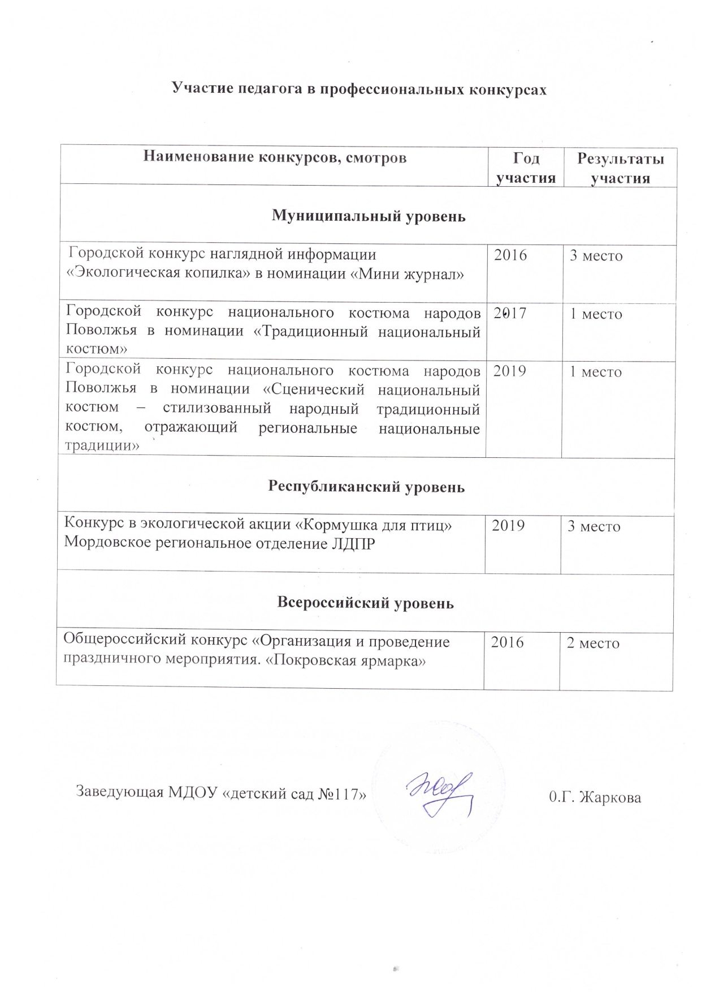 Участие педагога в профессиональных конкурсах
Наименование конкурсов, смотров
Год
участия
Результаты
участия
Муниципальный уровень
Городской конкурс наглядной информации
«Экологическая копилка» в номинации «Мини журнал»
2016
3 место
Городской конкурс национального костюма народов
Поволжья в номинации «Традиционный национальный
костюм»
2017
1 место
Городской конкурс национального костюма народов
Поволжья в номинации «Сценический национальный
костюм – стилизованный народный традиционный
костюм, отражающий региональные национальные
традиции»
2019
1 место
Республиканский уровень
Конкурс в экологической акции «Кормушка для птиц»
Мордовское региональное отделение ЛДПР
2019
3 место
Всероссийский уровень
Общероссийский конкурс «Организация и проведение
праздничного мероприятия. «Покровская ярмарка»
2016
2 место
Заведующая МДОУ «детский сад №117»
0.Г. Жаркова